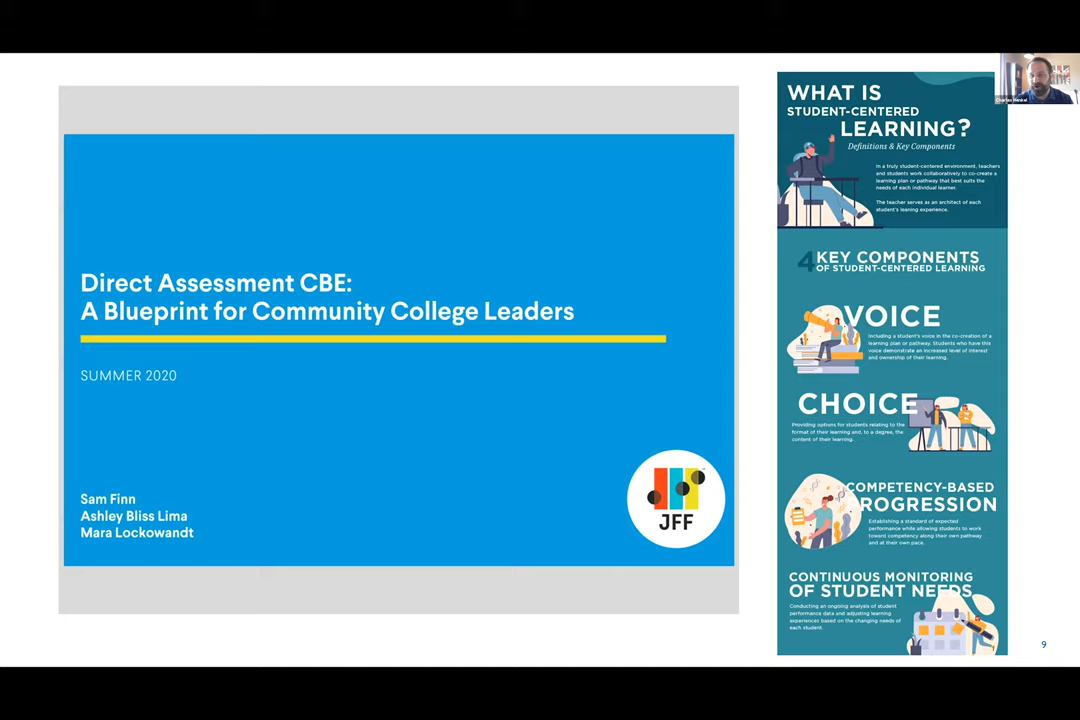 Direct Assessment CBE:
A Blueprint for Community College Leaders
SUMMER 2020
Sam Finn
Ashley Bliss Lima
Mara Lockowandt
JFF
WHAT IS
STUDENT-CENTERED
LEARNING?
Definitions & Key Components
In a truly student-centered environment, teachers
and students work collaboratively to co-create a
learning plan or pathway that best suits the
needs of each individual learner.
The teacher serves as an architect of each
student's learning experience.
4 KEY COMPONENTS
OF STUDENT-CENTERED LEARNING
VOICE
Including a student's voice in the co-creation of a
learning plan or pathway. Students who have this
voice demonstrate an increased level of interest
and ownership of their learning.
CHOICE
Providing options for students relating to the
format of their learning and, to a degree, the
content of their learning.
COMPETENCY-BASED
PROGRESSION
Establishing a standard of expected
performance while allowing students to work
toward competency along their own pathway
and at their own pace.
CONTINUOUS MONITORING
OF STUDENT NEEDS
Conducting an ongoing analysis of student
performance data and adjusting learning
experiences based on the changing needs of
each student.
Charles Henkel
9